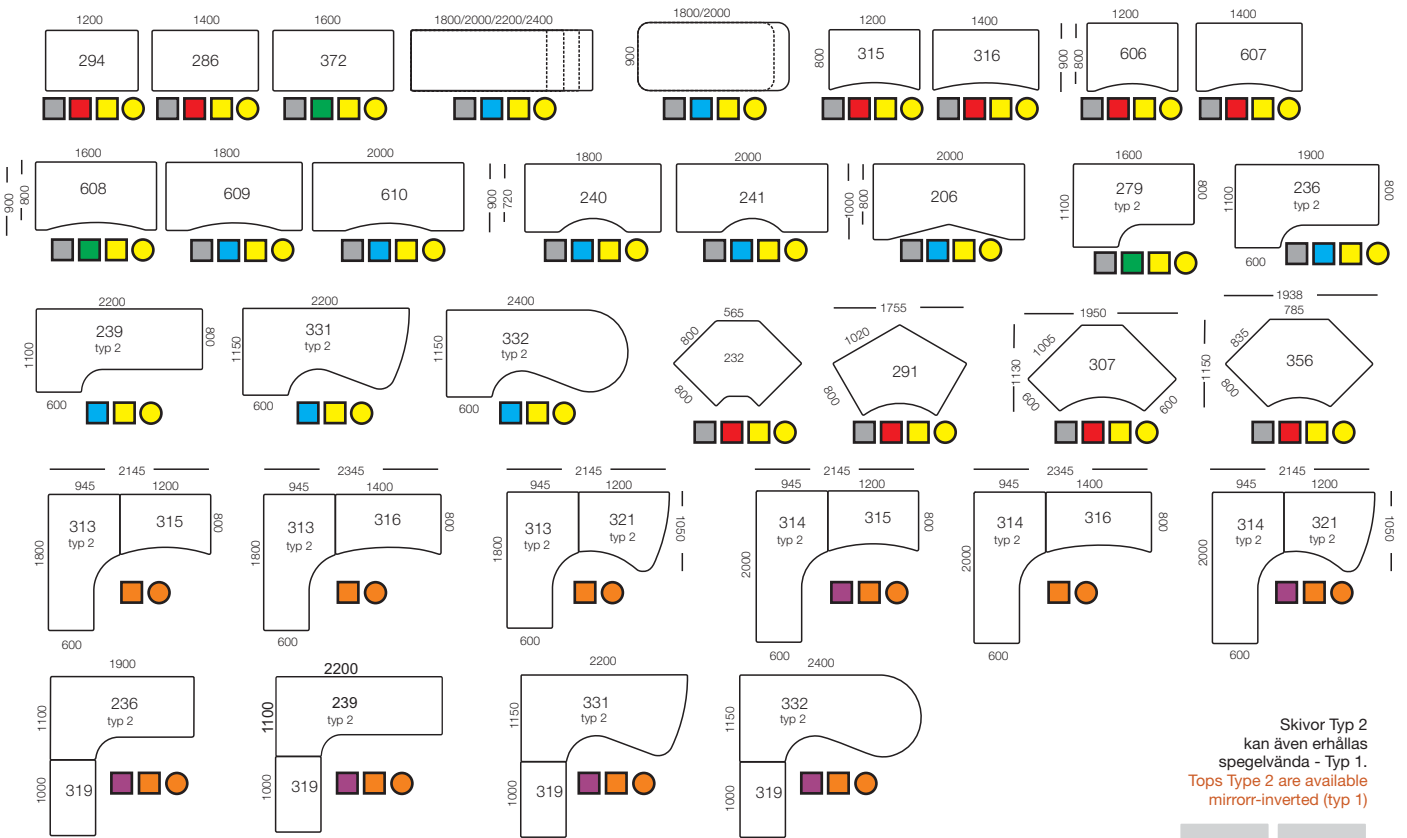 1200 1400 1600 1800/2000/2200/2400 1800/2000 1200 1400 1200 1400
294 286 372 900 800 315 316 900 800 606 607
1600 1800 2000 1800 2000 2000 1600 1900
900 800 608 609 610 900 720 240 241 1000 800 206 1100 279 800 1100 236 800
typ 2 typ 2
600
2200 2200 2400 565 1755 1950 1938
785
1100 239 800 1150 331 1150 332 800 232 800 1020 291 800 1130 1005 307 600 600 1150 835 356 800
typ 2 typ 2 typ 2
600 600 600
2145 2345 2145 2145 2345 2145
945 1200 945 1400 945 1200 945 1200 945 1400 945 1200
1800 313 315 800 1800 313 316 800 1800 313 321 1050 2000 314 315 800 2000 314 316 800 2000 314 321 1050
typ 2 typ 2 typ 2 typ 2 typ 2 typ 2 typ 2 typ 2
600 600 600 600 600 600
1900 2200 2200 2400
1100 236 1100 239 1150 331 1150 332
typ 2 typ 2 typ 2 typ 2
1000 319 1000 319 1000 319 1000 319
Skivor Typ 2
kan även erhållas
spegelvända - Typ 1.
Tops Type 2 are available
mirrorr-inverted (typ 1)